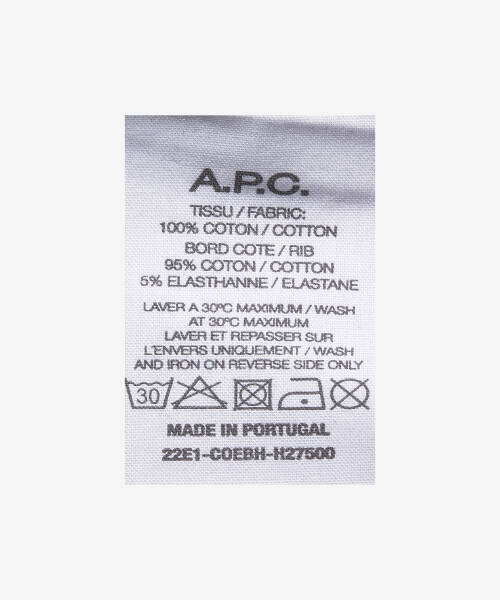 A.P.C.
TISSU / FABRIC:
100% COTON / COTTON
BORD COTE / RIB
95% COTON / COTTON
5% ELASTHANNE / ELASTANE
LAVER A 30ºC MAXIMUM / WASH
AT 30ºC MAXIMUM
LAVER ET REPASSER SUR
L'ENVERS UNIQUEMENT / WASH
AND IRON ON REVERSE SIDE ONLY
30
MADE IN PORTUGAL
22E1-COEBH-H27500